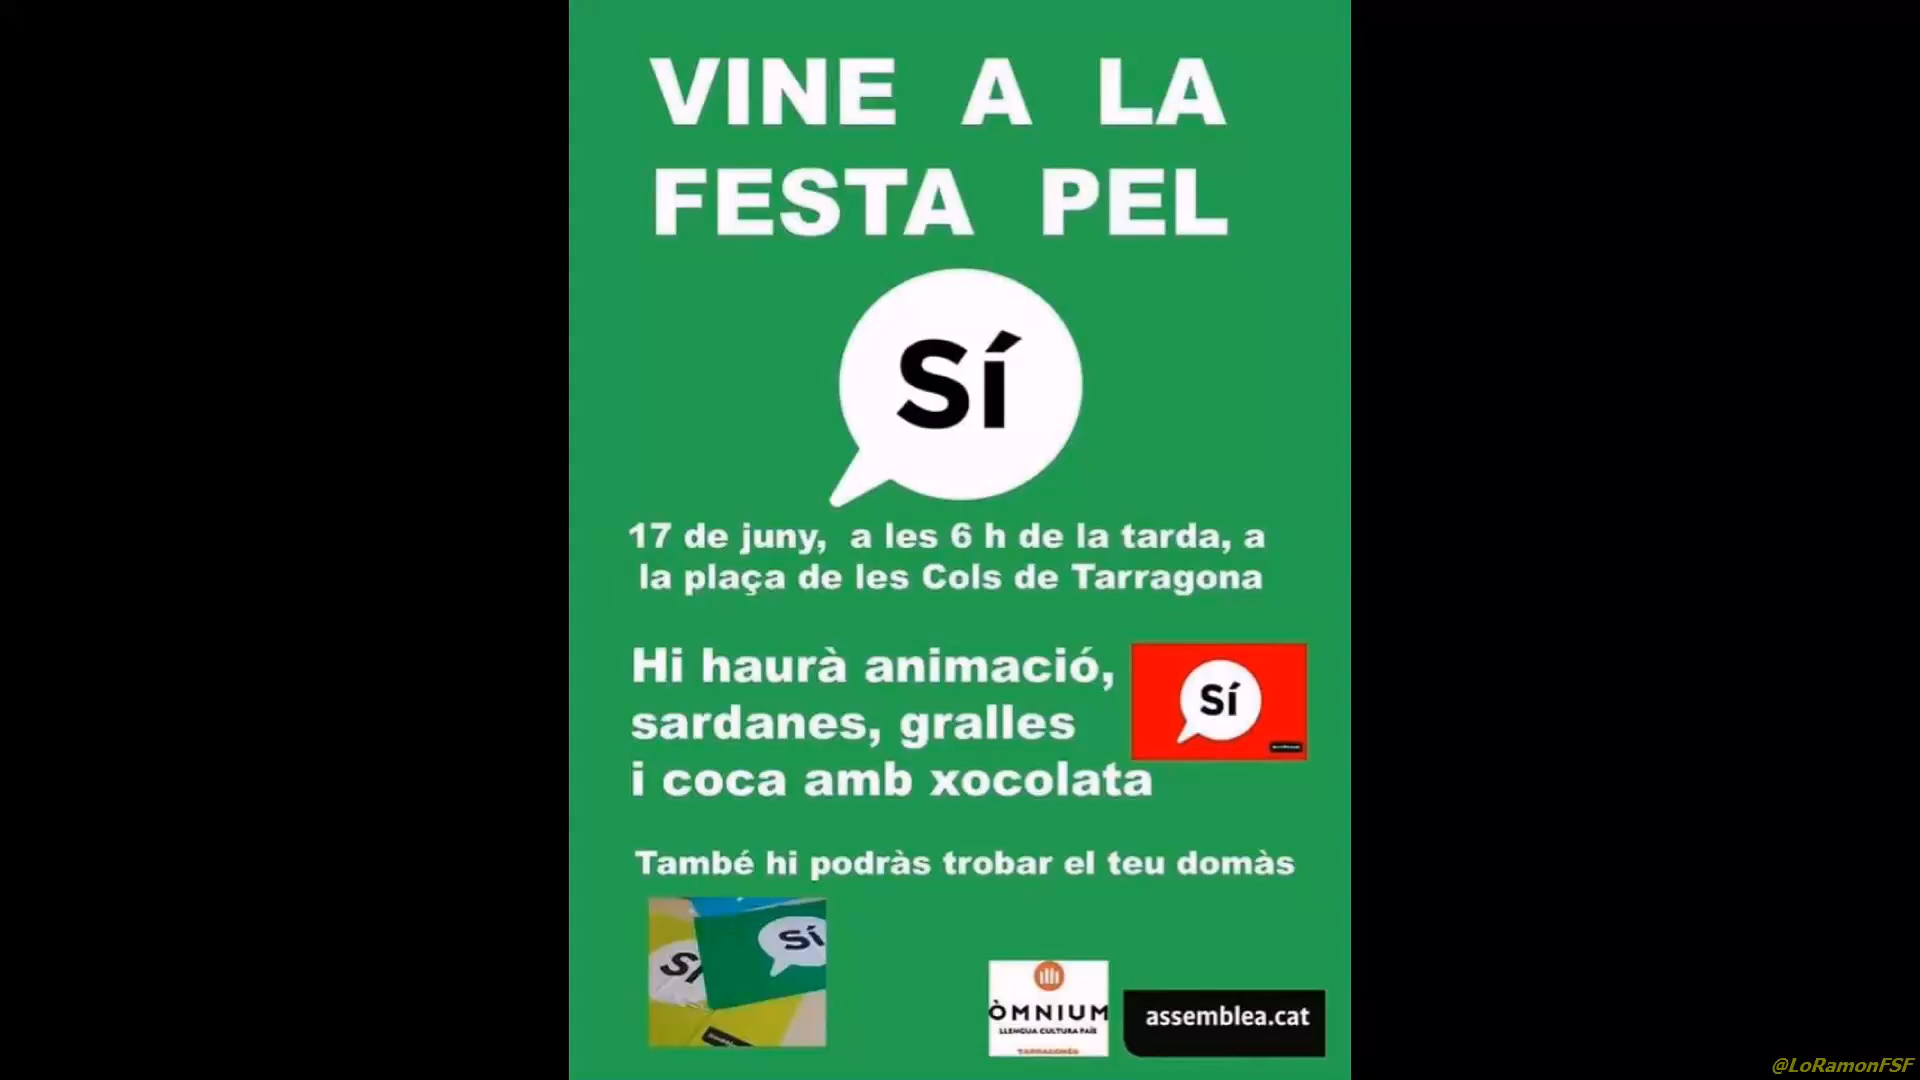 VINE A LA
FESTA PEL
Sí
17 de juny, a les 6 h de la tarda, a
la plaça de les Cols de Tarragona
Hi haurà animació,
sardanes, gralles
i coca amb xocolata
Sí
També hi podràs trobar el teu domàs
Sí
Sí
ÒMNIUM
LLENGUA CULTURA PAÍS
TARRAGONÈS
assemblea.cat
@LoRamonFSF